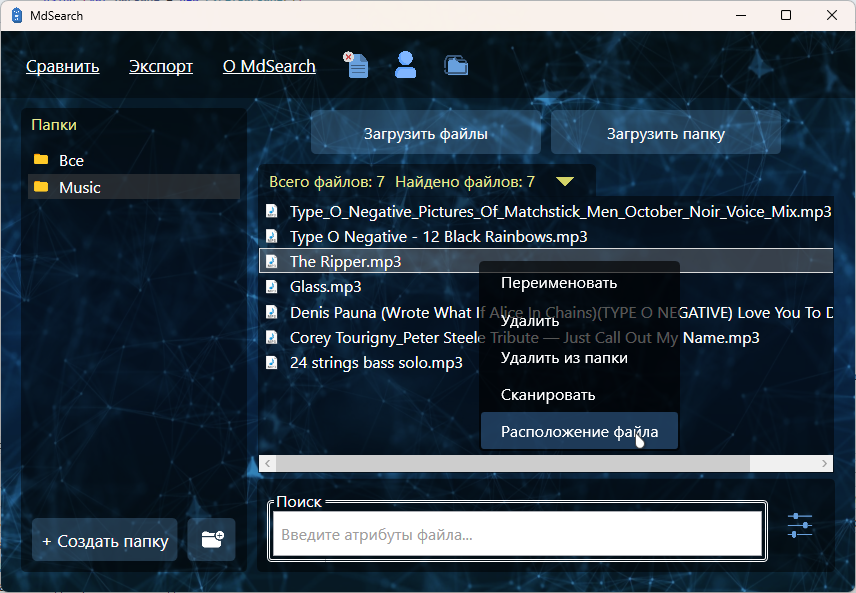 MdSearch
Сравнить Экспорт О MdSearch
Папки
Все
Music
+ Создать папку
Загрузить файлы Загрузить папку
Всего файлов: 7 Найдено файлов: 7
Type_O_Negative_Pictures_Of_Matchstick_Men_October_Noir_Voice_Mix.mp3
Type O Negative - 12 Black Rainbows.mp3
The Ripper.mp3
Glass.mp3
Denis Pauna (Wrote What If Alice In Chains)(TYPE O NEGATIVE) Love You To D
Corey Tourigny_Peter Steele Tribute — Just Call Out My Name.mp3
24 strings bass solo.mp3
Переименовать
Удалить
Удалить из папки
Сканировать
Расположение файла
Поиск
Введите атрибуты файла...